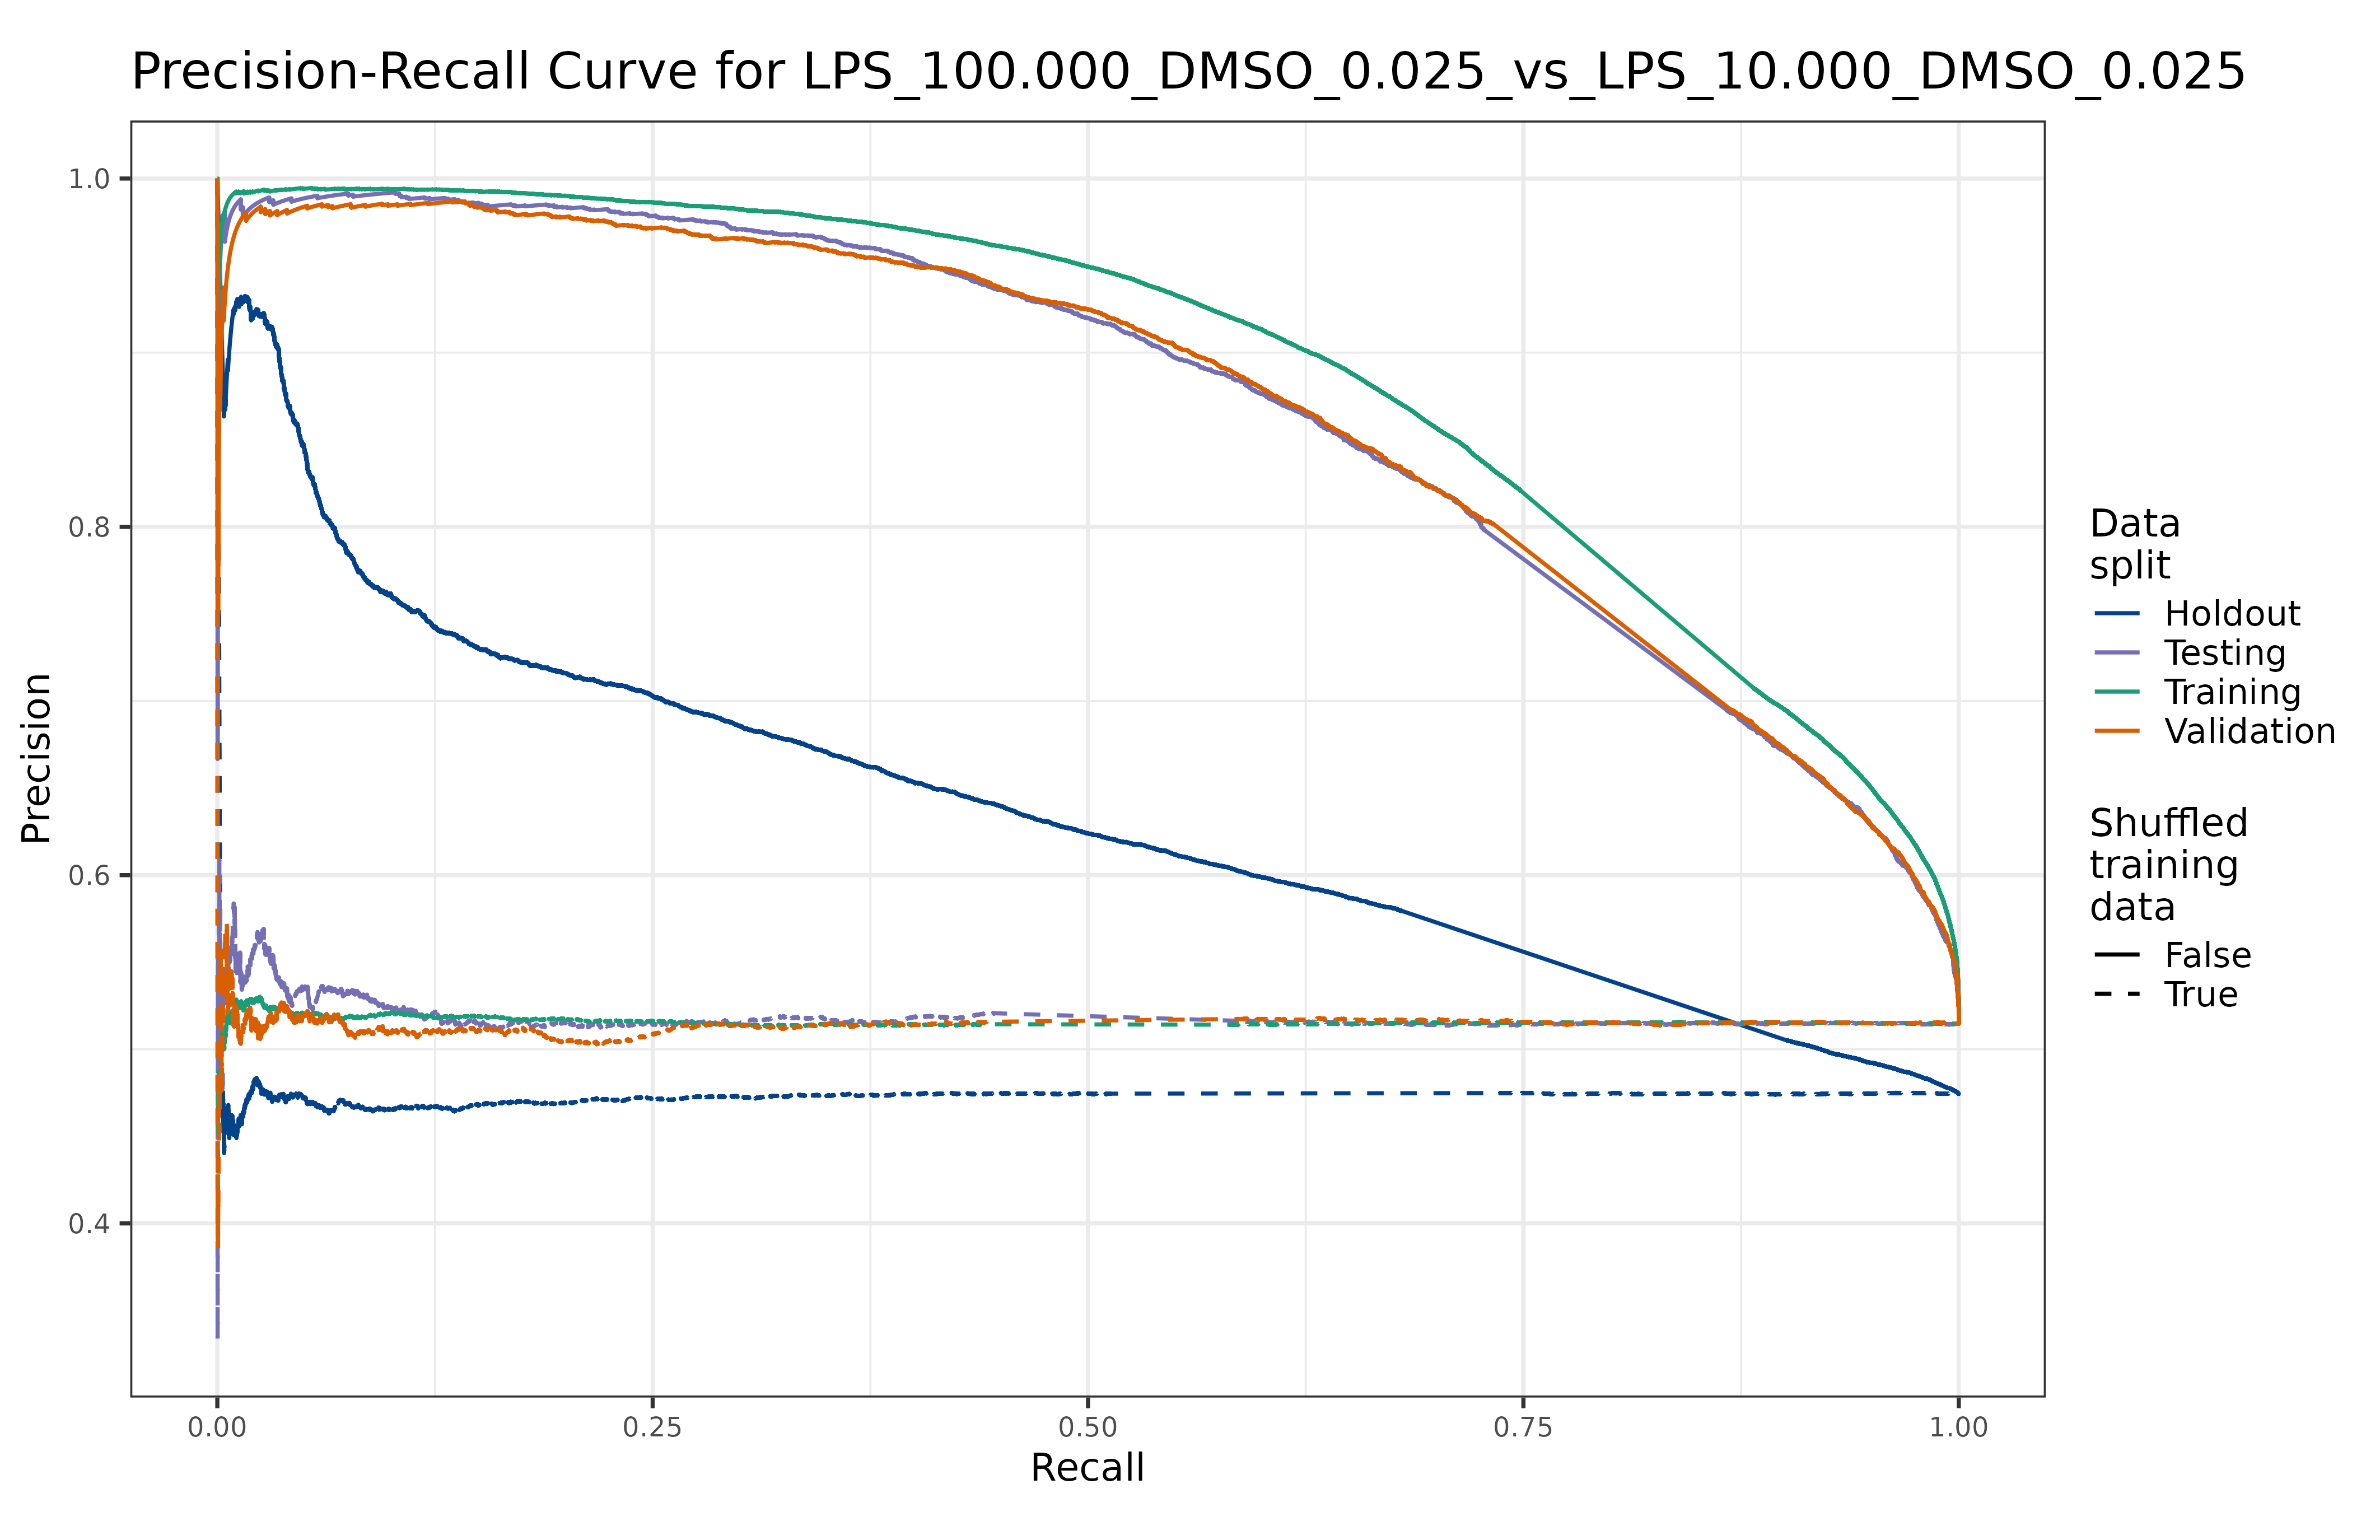 Precision-Recall Curve for LPS_100.000_DMSO_0.025_vs_LPS_10.000_DMSO_0.025
1.0
0.8
0.6
0.4
Precision
0.00
0.25
0.50
0.75
1.00
Recall
Data
split
Holdout
Testing
Training
Validation
Shuffled
training
data
False
True